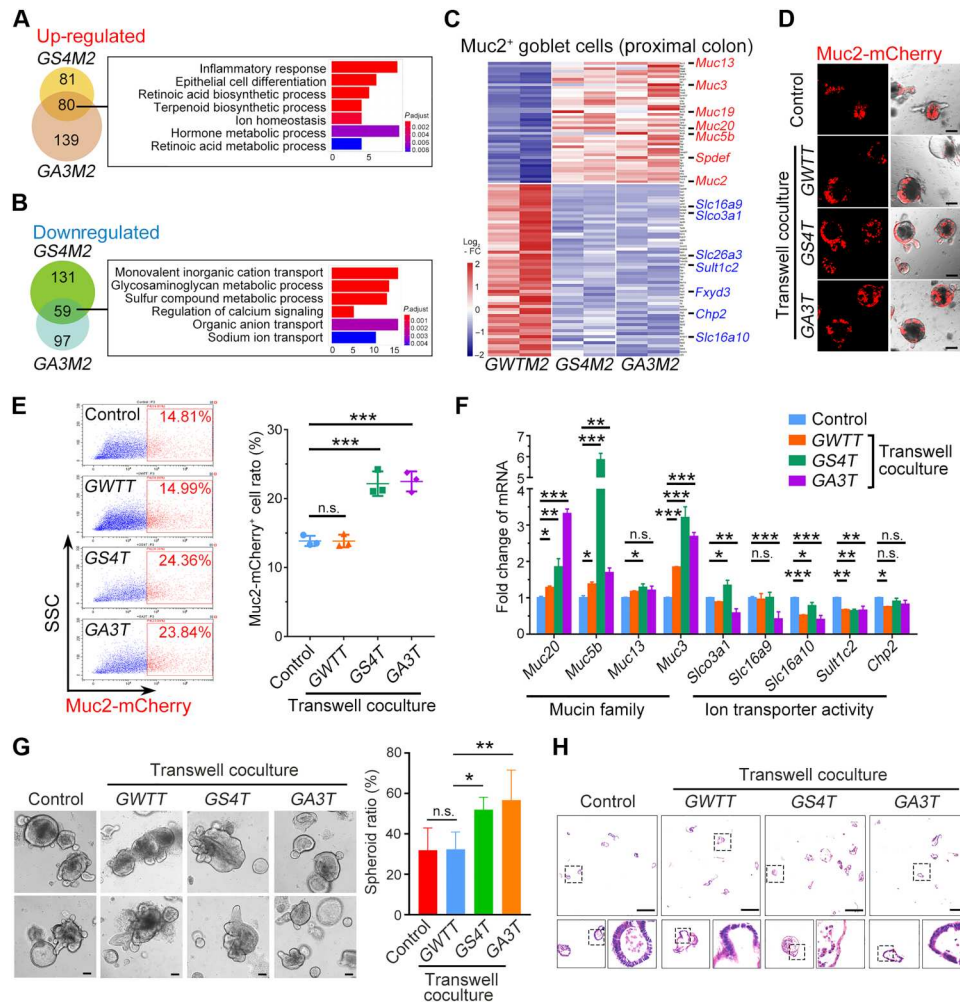 A
Up-regulated
GS4M2
81
80
139
GA3M2
Inflammatory response
Epithelial cell differentiation
Retinoic acid biosynthetic process
Terpenoid biosynthetic process
Ion homeostasis
Hormone metabolic process
Retinoic acid metabolic process
0 5
P.adjust
0.002
0.004
0.006
0.008
B
Downregulated
GS4M2
131
59
97
GA3M2
Monovalent inorganic cation transport
Glycosaminoglycan metabolic process
Sulfur compound metabolic process
Regulation of calcium signaling
Organic anion transport
Sodium ion transport
0 5 10 15
P.adjust
0.001
0.002
0.003
0.004
C
Muc2+ goblet cells (proximal colon)
Muc13
Muc3
Muc19
Muc20
Muc5b
Spdef
Muc2
Slc16a9
Slco3a1
Slc26a3
Sult1c2
Fxyd3
Chp2
Slc16a10
Log2
- FC
2
1
0
−1
−2
GWTM2 GS4M2 GA3M2
D
Muc2-mCherry
Control
GWTT
GS4T
GA3T
Transwell coculture
E
Control
14.81%
GWTT
14.99%
GS4T
24.36%
GA3T
23.84%
SSC
Muc2-mCherry
Muc2-mCherry+ cell ratio (%)
30
20
10
0
***
***
n.s.
Control GWTT GS4T GA3T
Transwell coculture
F
Control
GWTT
GS4T
GA3T
Transwell
coculture
Fold change of mRNA
7
6
5
4
3
2
1
0
*** ** *
** *** *
n.s. *
*** *** ***
** *
*** n.s.
*** * ***
** ** **
n.s. n.s. *
Muc20 Muc5b Muc13 Muc3 Slco3a1 Slc16a9 Slc16a10 Sult1c2 Chp2
Mucin family
Ion transporter activity
G
Transwell coculture
Control GWTT GS4T GA3T
Spheroid ratio (%)
80
60
40
20
0
**
*
n.s.
Control GWTT GS4T GA3T
Transwell
coculture
H
Transwell coculture
Control GWTT GS4T GA3T